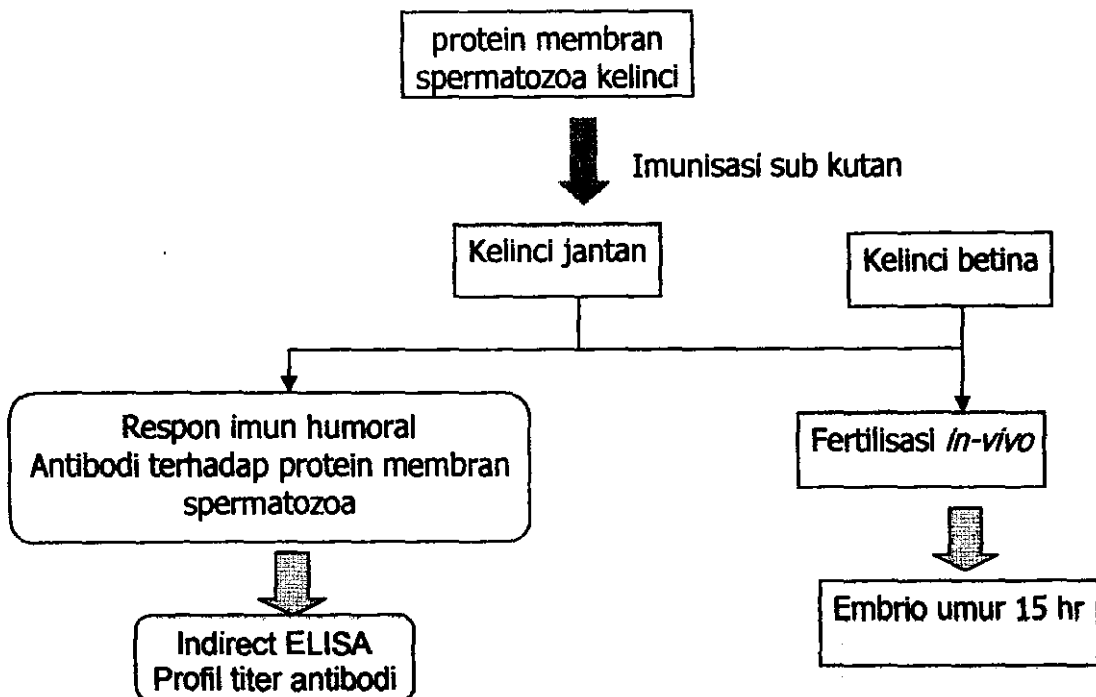 protein membran
spermatozoa kelinci
Imunisasi sub kutan
Kelinci jantan
Kelinci betina
Respon imun humoral
Antibodi terhadap protein membran
spermatozoa
Fertilisasi in-vivo
Indirect ELISA
Profil titer antibodi
Embrio umur 15 hr